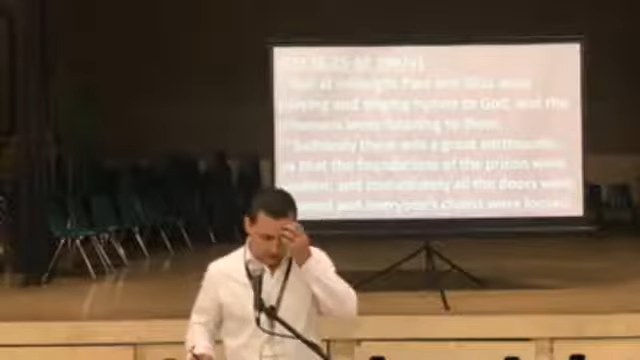 But at midnight Paul and Silas were
praying and singing hymns to God, and the
prisoners were listening to them.
Suddenly there was a great earthquake,
so that the foundations of the prison were
shaken; and immediately all the doors were
opened and everyone's chains were loosed.